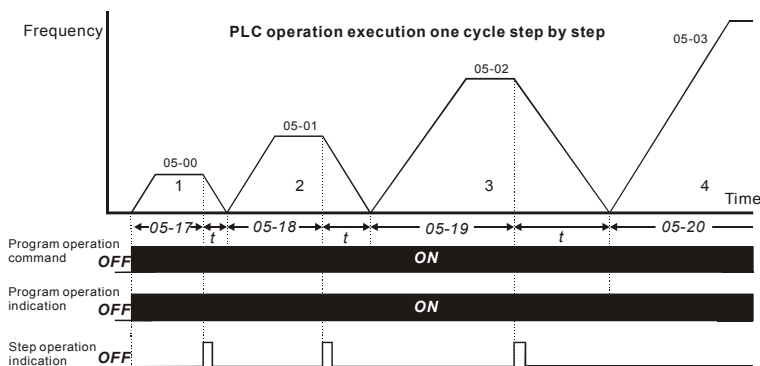 Frequency
PLC operation execution one cycle step by step
05-03
05-02
05-01
05-00
1
2
3
4
Time
05-17
t
05-18
t
05-19
t
05-20
Program operation
command
OFF
ON
Program operation
indication
OFF
ON
Step operation
indication
OFF